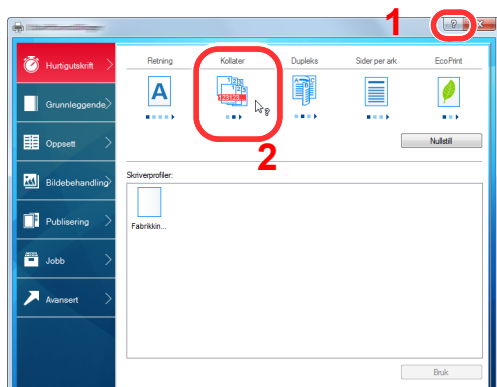 1
?
Hurtigutskrift
Grunnleggende
Oppsett
Bildebehandling
Publisering
Jobb
Avansert
Retning Kollater Dupleks Sider per ark EcoPrint
A
2
Nullstill
Skriverprofiler:
Fabrikkin...
Bruk